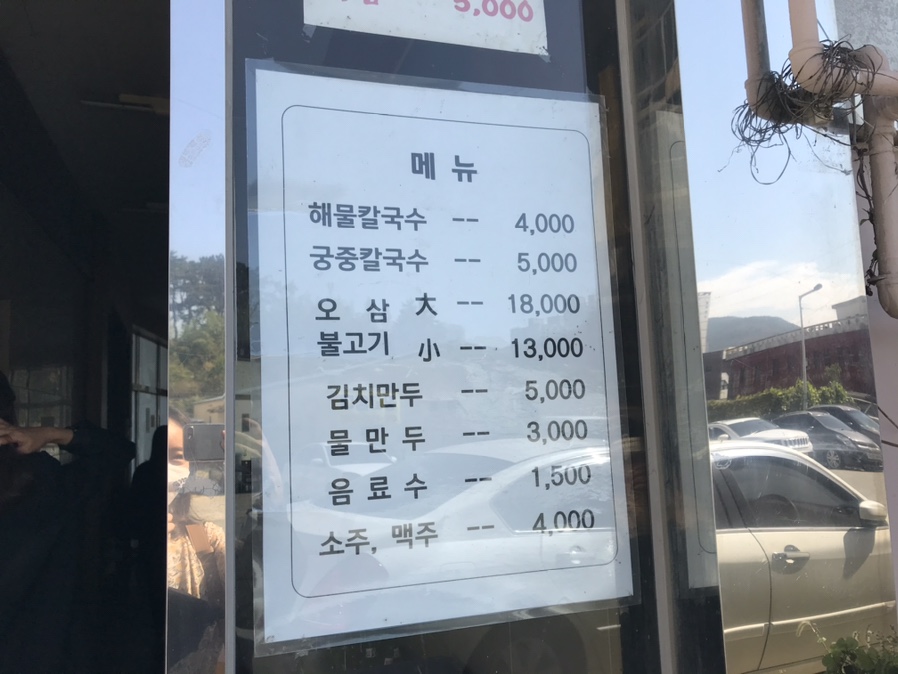 5,000
메 뉴
해물칼국수 -- 4,000
궁중칼국수 -- 5,000
오 삼 大 -- 18,000
불고기 小 -- 13,000
김치만두 -- 5,000
물 만 두 -- 3,000
음 료 수 -- 1,500
소주, 맥주 -- 4,000